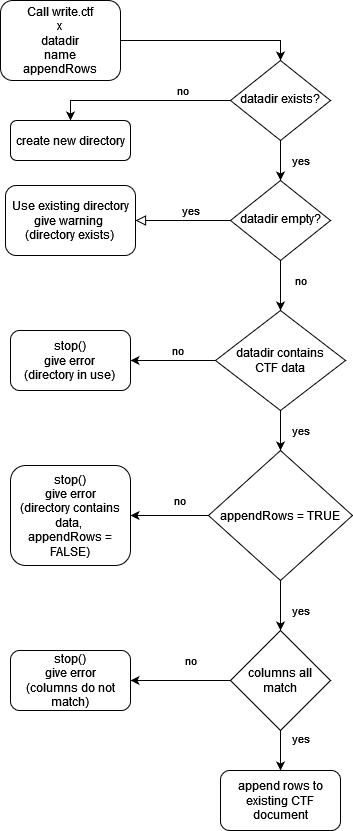 Call write.ctf
x
datadir
name
appendRows
no
datadir exists?
create new directory
yes
Use existing directory
give warning
(directory exists)
yes
datadir empty?
no
stop()
give error
(directory in use)
no
datadir contains
CTF data
yes
stop()
give error
(directory contains
data,
appendRows =
FALSE)
no
appendRows = TRUE
yes
stop()
give error
(columns do not
match)
no
columns all
match
yes
append rows to
existing CTF
document